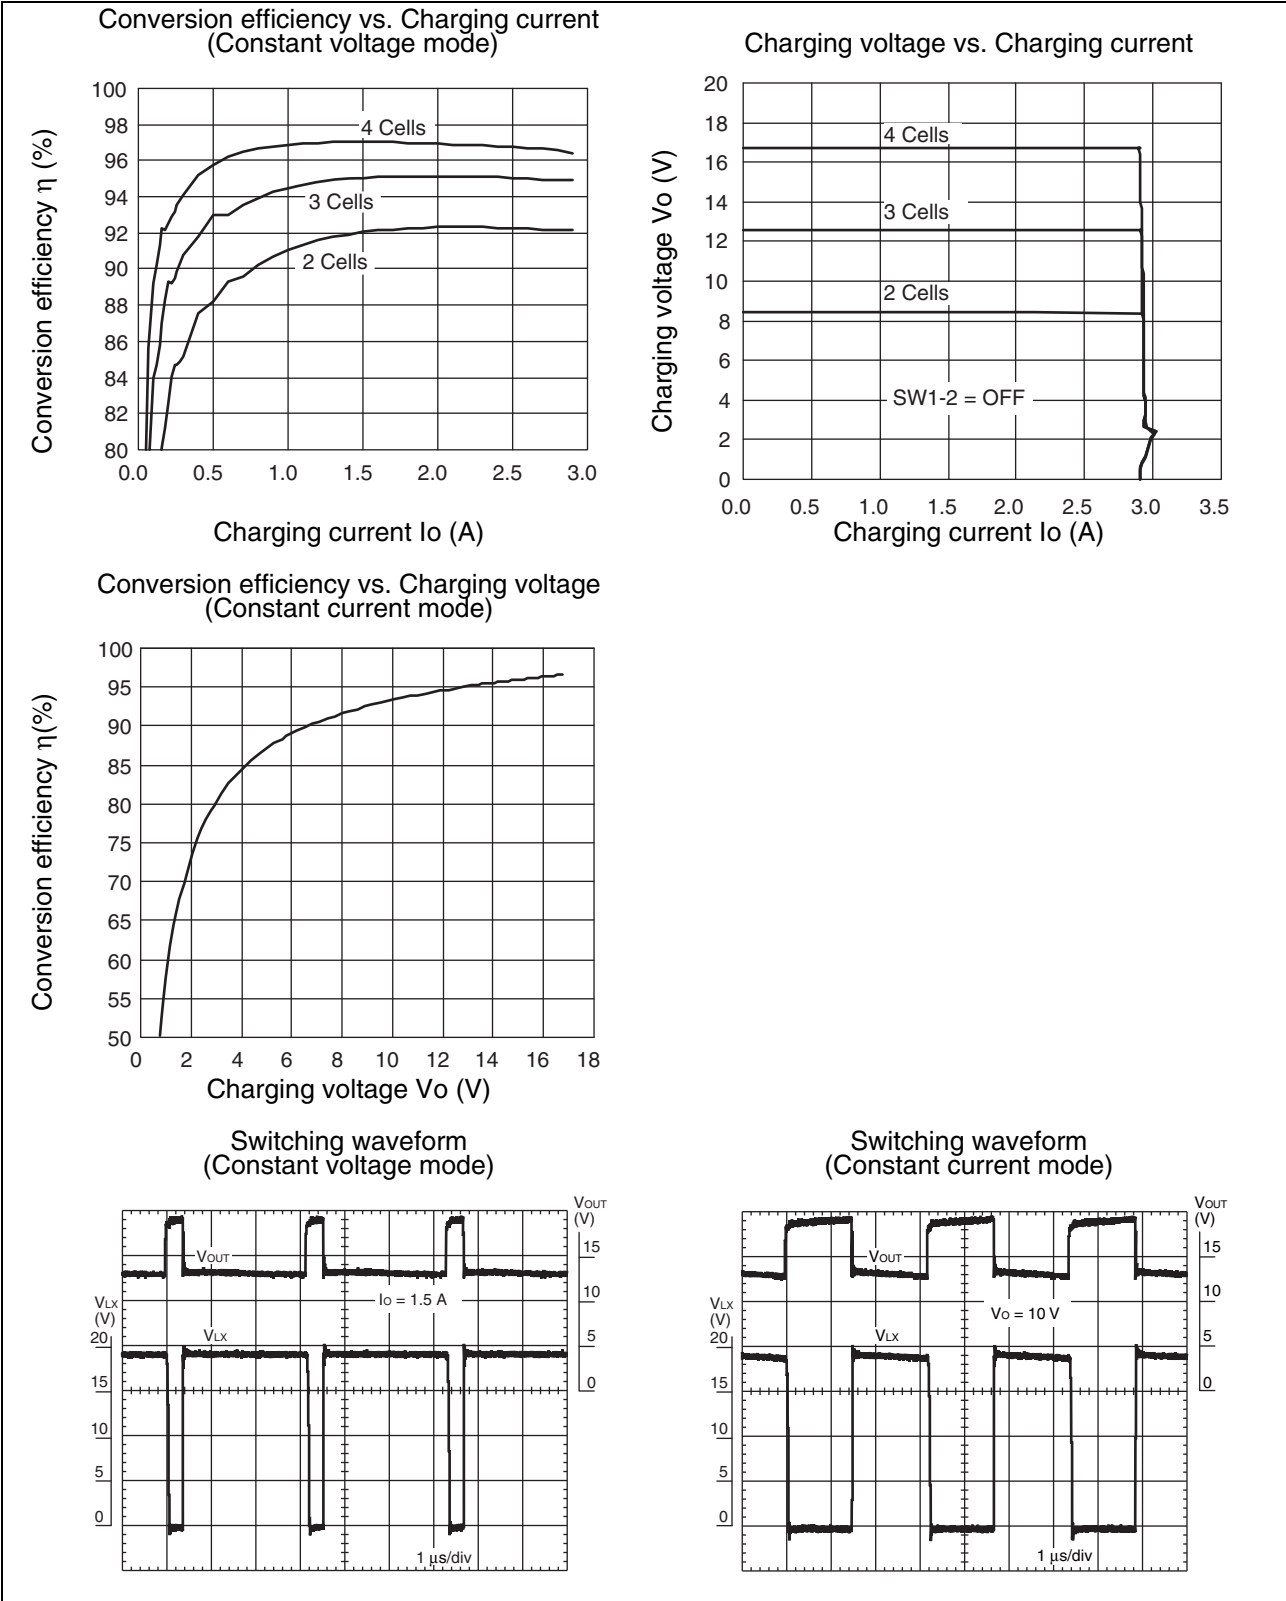 Conversion efficiency vs. Charging current
(Constant voltage mode)
Conversion efficiency η (%)
100
98
96
94
92
90
88
86
84
82
80
4 Cells
3 Cells
2 Cells
0.0 0.5 1.0 1.5 2.0 2.5 3.0
Charging current Io (A)
Charging voltage vs. Charging current
Charging voltage Vo (V)
20
18
16
14
12
10
8
6
4
2
0
4 Cells
3 Cells
2 Cells
SW1-2 = OFF
0.0 0.5 1.0 1.5 2.0 2.5 3.0 3.5
Charging current Io (A)
Conversion efficiency vs. Charging voltage
(Constant current mode)
Conversion efficiency η(%)
100
95
90
85
80
75
70
65
60
55
50
0 2 4 6 8 10 12 14 16 18
Charging voltage Vo (V)
Switching waveform
(Constant voltage mode)
VOUT
(V)
15
10
5
0
VOUT
IO = 1.5 A
VLX
(V)
20
15
10
5
0
VLX
1 μs/div
Switching waveform
(Constant current mode)
VOUT
(V)
15
10
5
0
VOUT
VO = 10 V
VLX
(V)
20
15
10
5
0
VLX
1 μs/div